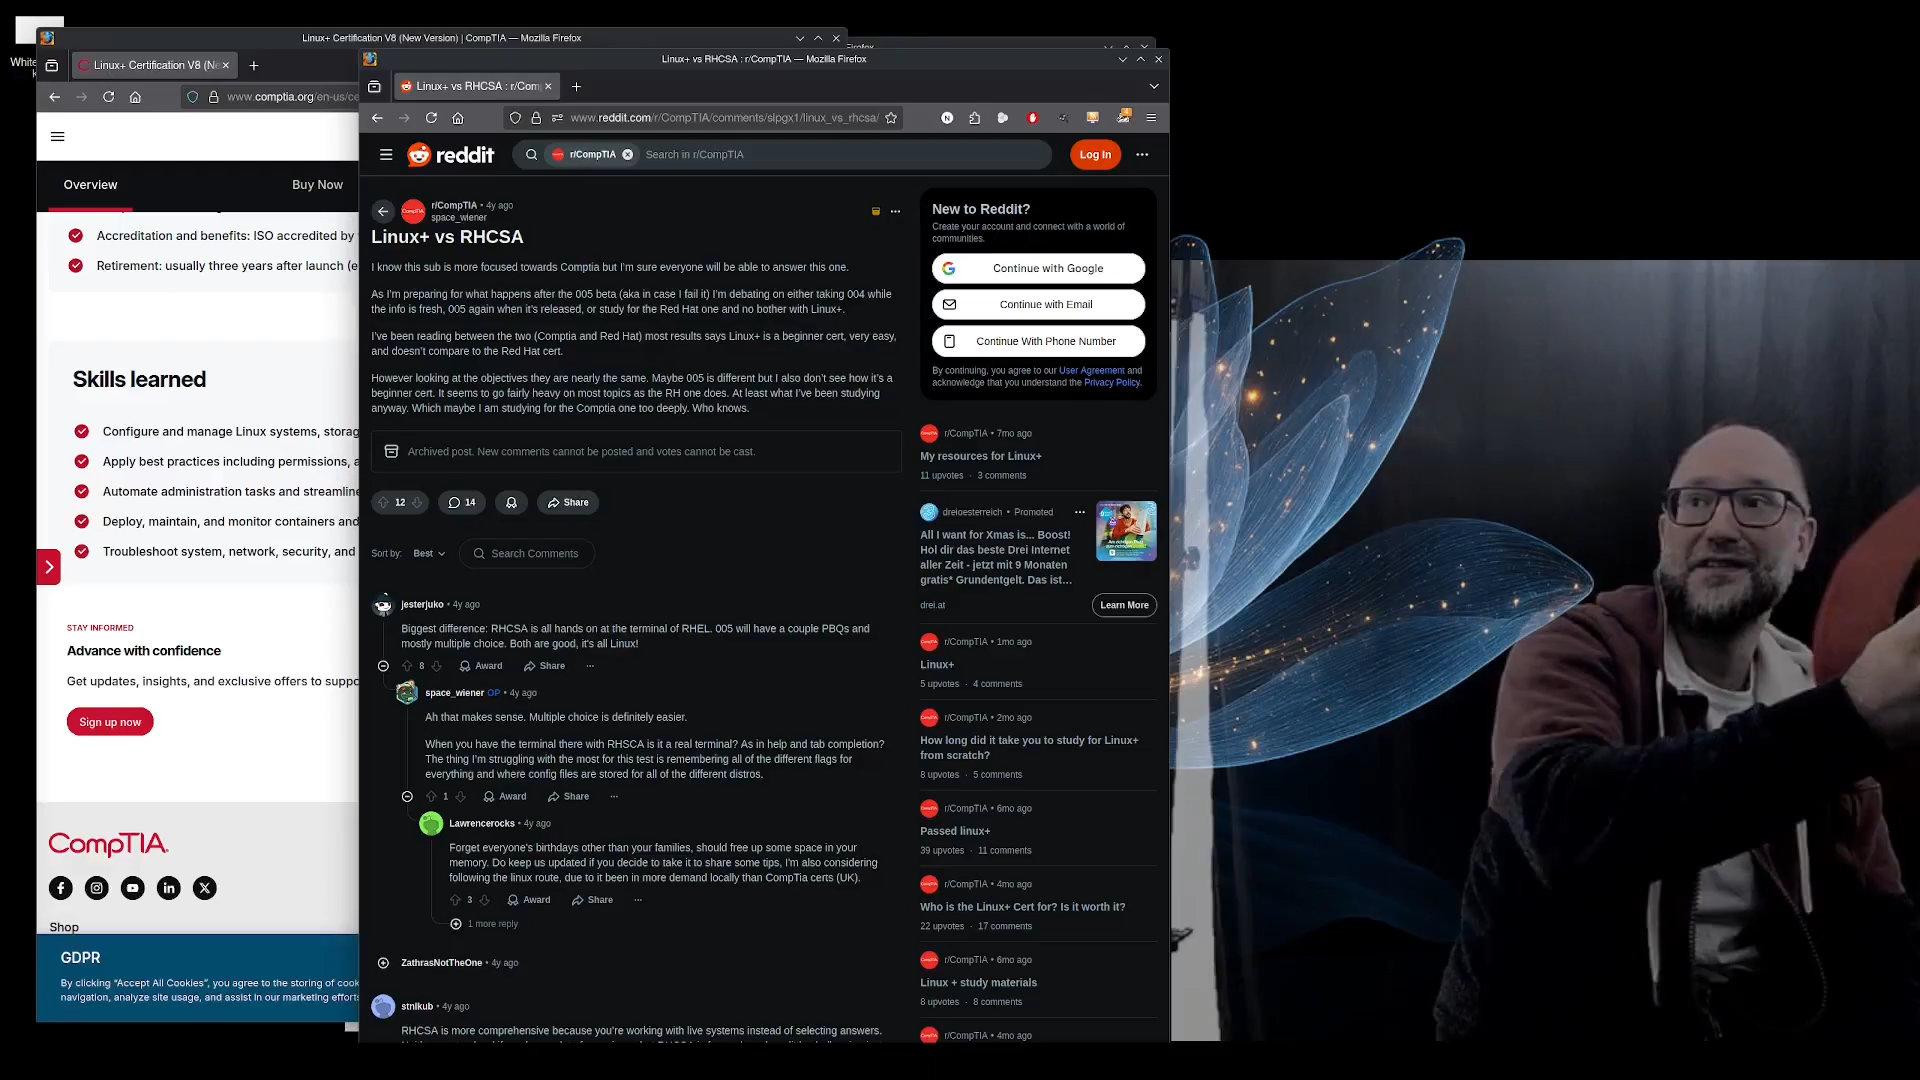 White
Linux+ Certification V8 (New Version) | CompTIA — Mozilla Firefox
Firefox
Linux+ Certification V8 (Ne
www.comptia.org/en-us/ce
Overview
Buy Now
Accreditation and benefits: ISO accredited by
Retirement: usually three years after launch (e
Skills learned
Configure and manage Linux systems, storag
Apply best practices including permissions, a
Automate administration tasks and streamline
Deploy, maintain, and monitor containers and
Troubleshoot system, network, security, and
STAY INFORMED
Advance with confidence
Get updates, insights, and exclusive offers to suppo
Sign up now
CompTIA.
Shop
GDPR
By clicking “Accept All Cookies”, you agree to the storing of cook
navigation, analyze site usage, and assist in our marketing efforts
Linux+ vs RHCSA : r/CompTIA — Mozilla Firefox
Linux+ vs RHCSA : r/Com
www.reddit.com/r/CompTIA/comments/slpgx1/linux_vs_rhcsa/
reddit
r/CompTIA
Search in r/CompTIA
Log In
r/CompTIA • 4y ago
space_wiener
Linux+ vs RHCSA
I know this sub is more focused towards Comptia but I'm sure everyone will be able to answer this one.
As I'm preparing for what happens after the 005 beta (aka in case I fail it) I'm debating on either taking 004 while
the info is fresh, 005 again when it's released, or study for the Red Hat one and no bother with Linux+.
I've been reading between the two (Comptia and Red Hat) most results says Linux+ is a beginner cert, very easy,
and doesn't compare to the Red Hat cert.
However looking at the objectives they are nearly the same. Maybe 005 is different but I also don't see how it's a
beginner cert. It seems to go fairly heavy on most topics as the RH one does. At least what I've been studying
anyway. Which maybe I am studying for the Comptia one too deeply. Who knows.
Archived post. New comments cannot be posted and votes cannot be cast.
12
14
Share
Sort by:
Best
Search Comments
jesterjuko • 4y ago
Biggest difference: RHCSA is all hands on at the terminal of RHEL. 005 will have a couple PBQs and
mostly multiple choice. Both are good, it's all Linux!
8
Award
Share
space_wiener OP • 4y ago
Ah that makes sense. Multiple choice is definitely easier.
When you have the terminal there with RHSCA is it a real terminal? As in help and tab completion?
The thing I'm struggling with the most for this test is remembering all of the different flags for
everything and where config files are stored for all of the different distros.
1
Award
Share
Lawrencerocks • 4y ago
Forget everyone's birthdays other than your families, should free up some space in your
memory. Do keep us updated if you decide to take it to share some tips, I'm also considering
following the linux route, due to it been in more demand locally than CompTia certs (UK).
3
Award
Share
1 more reply
ZathrasNotTheOne • 4y ago
stnikub • 4y ago
RHCSA is more comprehensive because you're working with live systems instead of selecting answers.
New to Reddit?
Create your account and connect with a world of
communities.
Continue with Google
Continue with Email
Continue With Phone Number
By continuing, you agree to our User Agreement and
acknowledge that you understand the Privacy Policy.
r/CompTIA • 7mo ago
My resources for Linux+
11 upvotes · 3 comments
dreioesterreich • Promoted
All I want for Xmas is... Boost!
Hol dir das beste Drei Internet
aller Zeit - jetzt mit 9 Monaten
gratis* Grundentgelt. Das ist...
drei.at
Learn More
r/CompTIA • 1mo ago
Linux+
5 upvotes · 4 comments
r/CompTIA • 2mo ago
How long did it take you to study for Linux+
from scratch?
8 upvotes · 5 comments
r/CompTIA • 6mo ago
Passed linux+
39 upvotes · 11 comments
r/CompTIA • 4mo ago
Who is the Linux+ Cert for? Is it worth it?
22 upvotes · 17 comments
r/CompTIA • 6mo ago
Linux + study materials
8 upvotes · 8 comments
r/CompTIA • 4mo ago